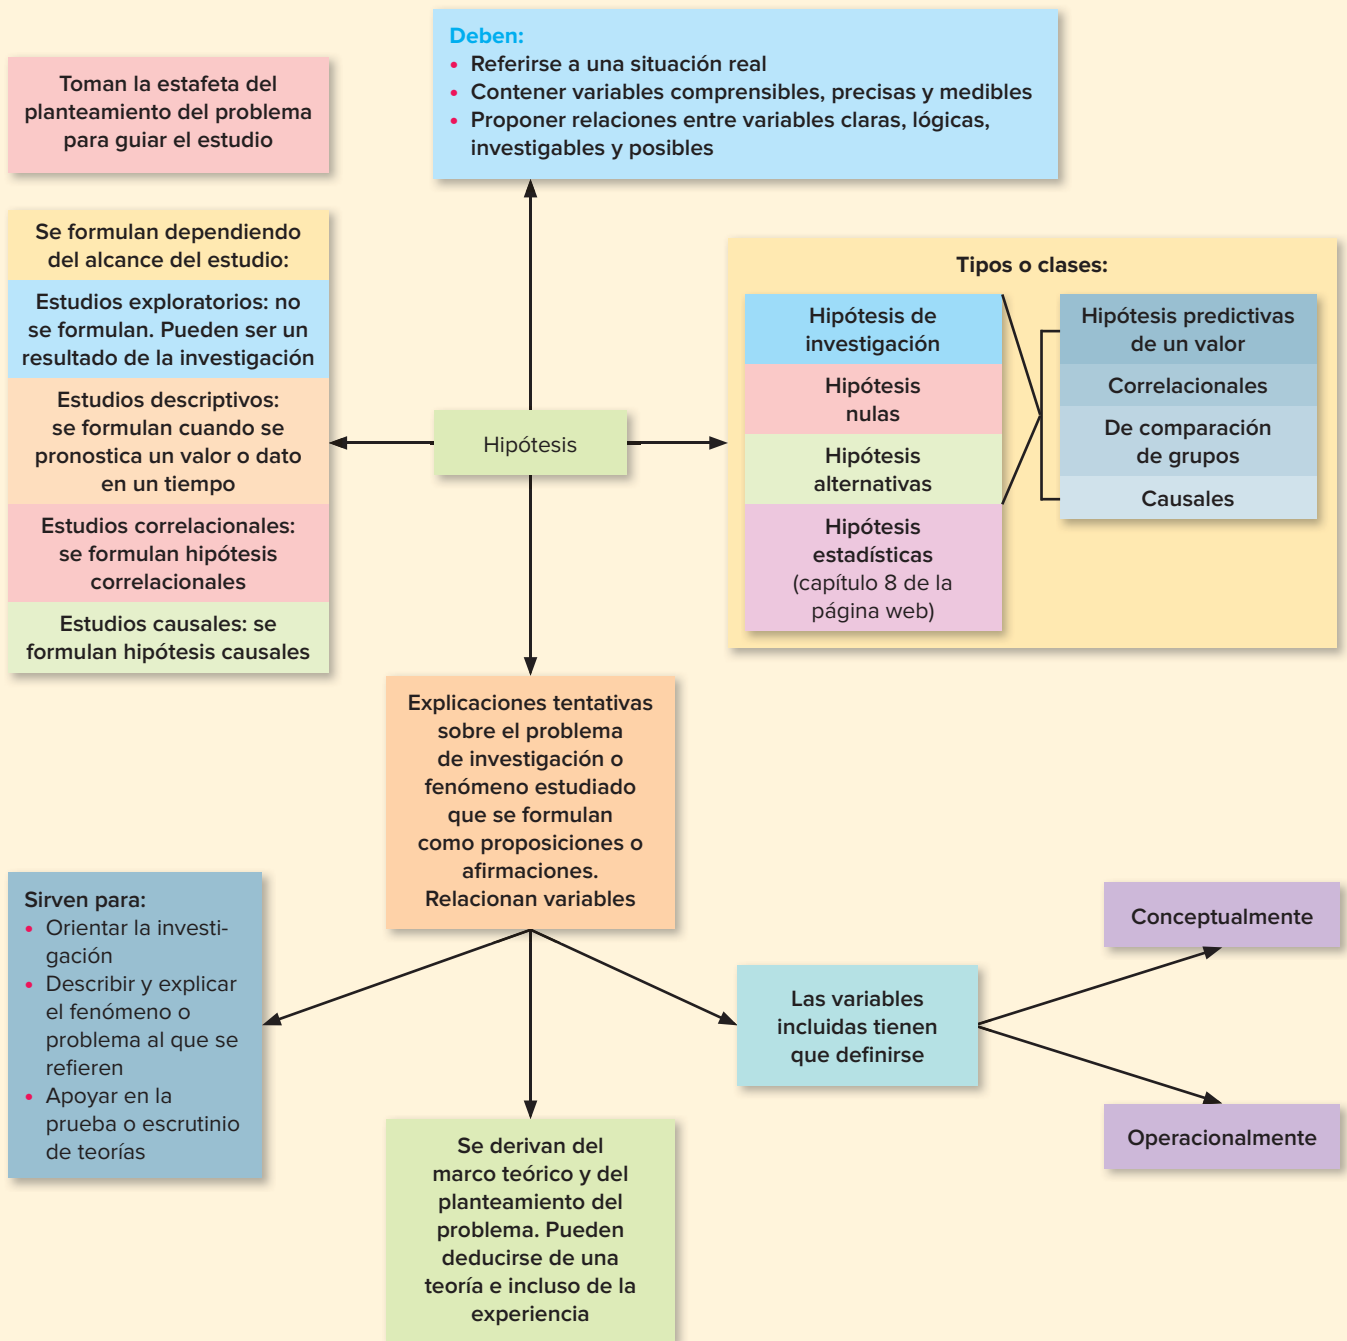 Deben:
• Referirse a una situación real
• Contener variables comprensibles, precisas y medibles
• Proponer relaciones entre variables claras, lógicas,
investigables y posibles
Toman la estafeta del
planteamiento del problema
para guiar el estudio
Se formulan dependiendo
del alcance del estudio:
Estudios exploratorios: no
se formulan. Pueden ser un
resultado de la investigación
Estudios descriptivos:
se formulan cuando se
pronostica un valor o dato
en un tiempo
Estudios correlacionales:
se formulan hipótesis
correlacionales
Estudios causales: se
formulan hipótesis causales
Hipótesis
Tipos o clases:
Hipótesis de
investigación
Hipótesis
nulas
Hipótesis
alternativas
Hipótesis
estadísticas
(capítulo 8 de la
página web)
Hipótesis predictivas
de un valor
Correlacionales
De comparación
de grupos
Causales
Explicaciones tentativas
sobre el problema
de investigación o
fenómeno estudiado
que se formulan
como proposiciones o
afirmaciones.
Relacionan variables
Sirven para:
• Orientar la investi-
gación
• Describir y explicar
el fenómeno o
problema al que se
refieren
• Apoyar en la
prueba o escrutinio
de teorías
Se derivan del
marco teórico y del
planteamiento del
problema. Pueden
deducirse de una
teoría e incluso de la
experiencia
Las variables
incluidas tienen
que definirse
Conceptualmente
Operacionalmente